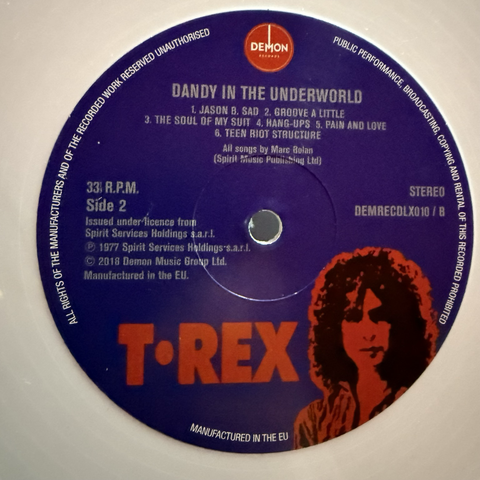 DEMON
RECORDS
DANDY IN THE UNDERWORLD
1. JASON B. SAD 2. GROOVE A LITTLE
3. THE SOUL OF MY SUIT 4. HANG-UPS 5. PAIN AND LOVE
6. TEEN RIOT STRUCTURE
All songs by Marc Bolan
(Spirit Music Publishing Ltd)
33⅓ R.P.M.
Side 2
Issued under licence from
Spirit Services Holdings s.a.r.l.
℗ 1977 Spirit Services Holdings s.a.r.l.
© 2018 Demon Music Group Ltd.
Manufactured in the EU.
STEREO
DEMRECDLX010 / B
T•REX
ALL RIGHTS OF THE MANUFACTURERS AND OF THE RECORDED WORK RESERVED UNAUTHORISED
PUBLIC PERFORMANCE, BROADCASTING, COPYING AND RENTAL OF THIS RECORDED PROHIBITED
MANUFACTURED IN THE EU